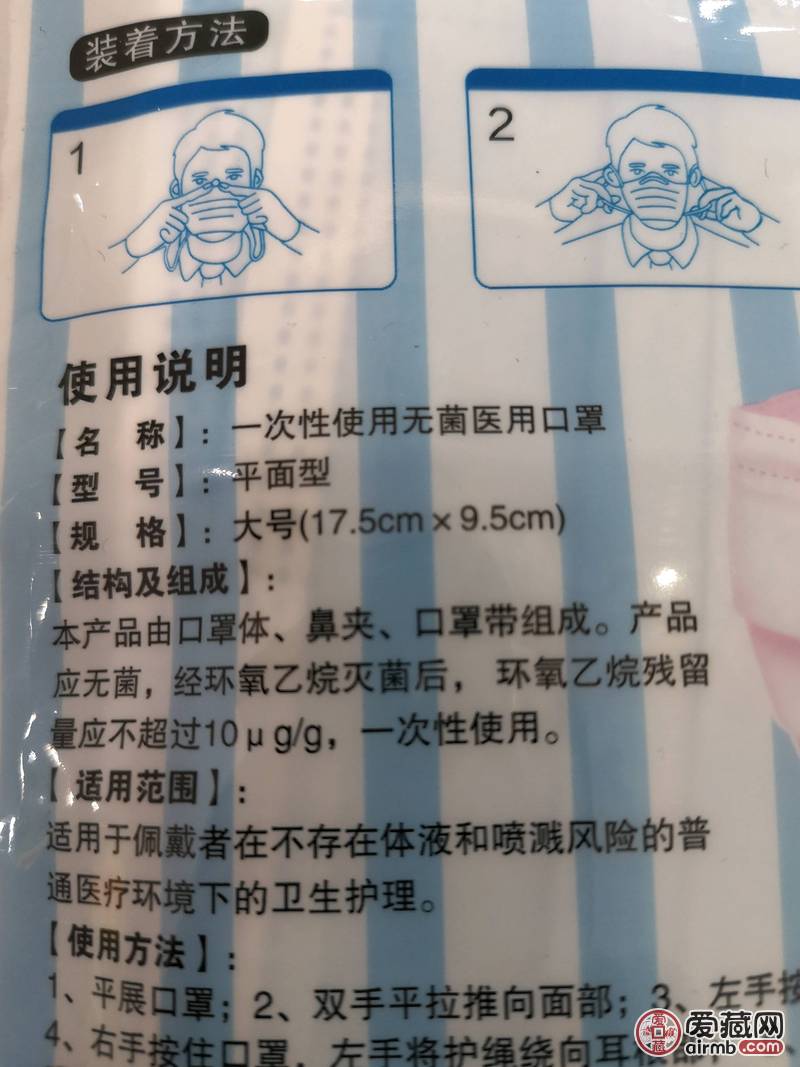 装着方法
1
2
使用说明
【名 称】：一次性使用无菌医用口罩
【型 号】：平面型
【规 格】：大号(17.5cm×9.5cm)
【结构及组成】：
本产品由口罩体、鼻夹、口罩带组成。产品
应无菌，经环氧乙烷灭菌后， 环氧乙烷残留
量应不超过10μg/g，一次性使用。
【适用范围】：
适用于佩戴者在不存在体液和喷溅风险的普
通医疗环境下的卫生护理。
【使用方法】：
1、平展口罩；2、双手平拉推向面部；3、左手按
4、右手按住口罩，左手将护绳绕向耳根部；
爱藏网
airmb.com